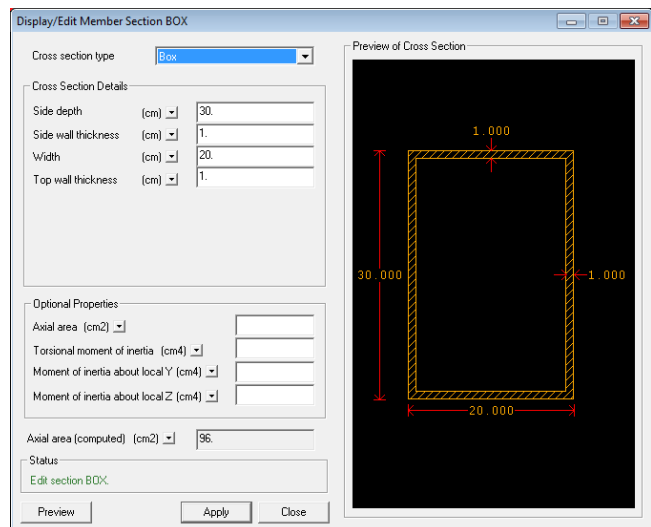 Display/Edit Member Section BOX
Cross section type Box
Cross Section Details
Side depth (cm) 30.
Side wall thickness (cm) 1.
Width (cm) 20.
Top wall thickness (cm) 1.
Optional Properties
Axial area (cm2)
Torsional moment of inertia (cm4)
Moment of inertia about local Y (cm4)
Moment of inertia about local Z (cm4)
Axial area (computed) (cm2) 96.
Status
Edit section BOX.
Preview Apply Close
Preview of Cross Section
1.000
30.000
1.000
20.000